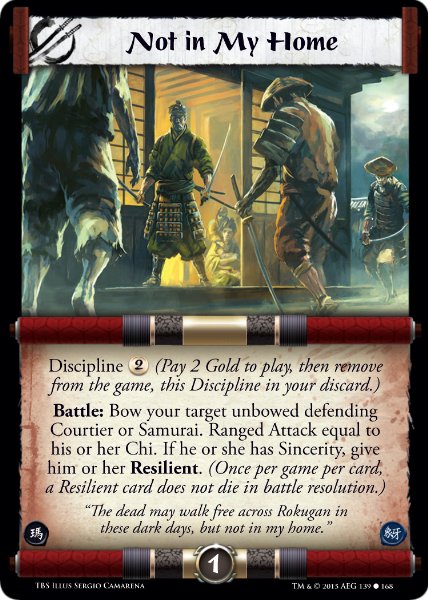 Not in My Home
Discipline 2 (Pay 2 Gold to play, then remove
from the game, this Discipline in your discard.)
Battle: Bow your target unbowed defending
Courtier or Samurai. Ranged Attack equal to
his or her Chi. If he or she has Sincerity, give
him or her Resilient. (Once per game per card,
a Resilient card does not die in battle resolution.)
“The dead may walk free across Rokugan in
these dark days, but not in my home.”
1
TBS Illus Sergio Camarena
TM & © 2015 AEG 139 ● 168